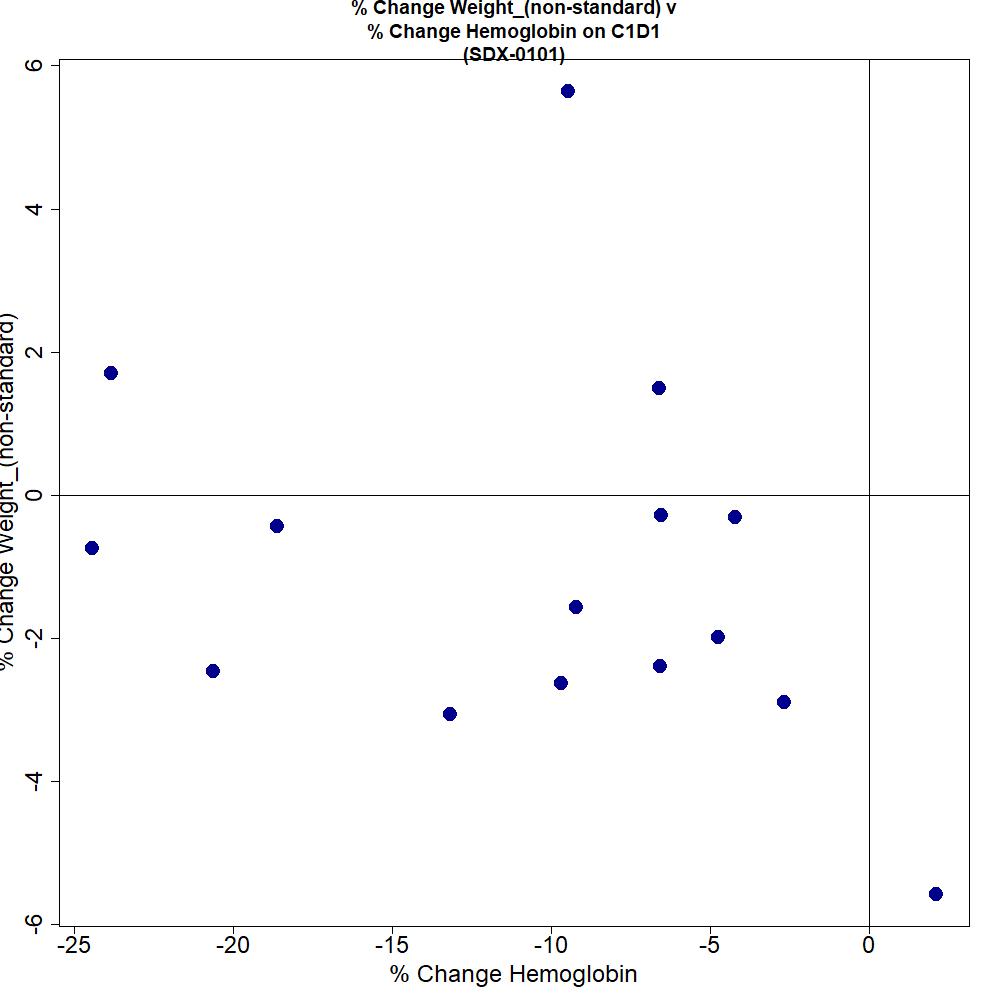 % Change Weight_(non-standard) v
% Change Hemoglobin on C1D1
(SDX-0101)
6
4
2
0
-2
-4
-6
% Change Weight_(non-standard)
-25
-20
-15
-10
-5
0
% Change Hemoglobin